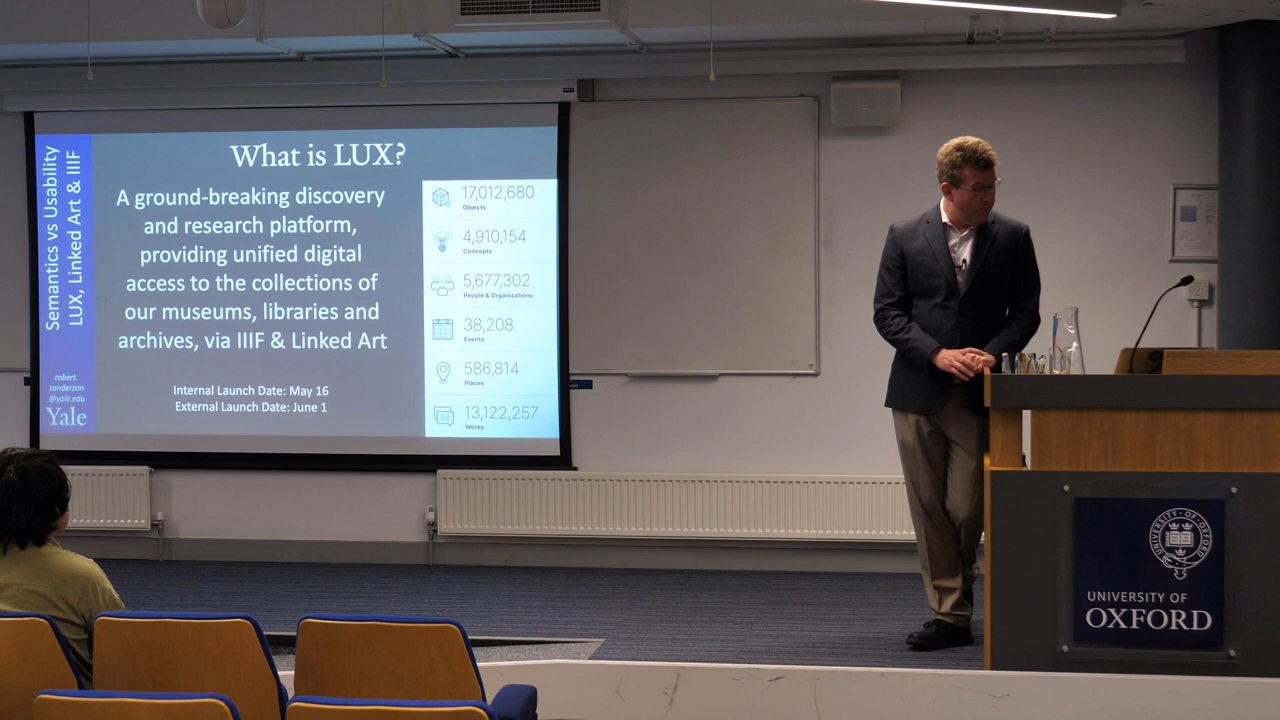 What is LUX?
Semantics vs Usability
LUX, Linked Art & IIIF
A ground-breaking discovery
and research platform,
providing unified digital
access to the collections of
our museums, libraries and
archives, via IIIF & Linked Art
Internal Launch Date: May 16
External Launch Date: June 1
robert.
sanderson
@yale.edu
Yale
17,012,680
Objects
4,910,154
Concepts
5,677,302
People & Organizations
38,208
Events
586,814
Places
13,122,257
Works
UNIVERSITY OF OXFORD
UNIVERSITY OF
OXFORD